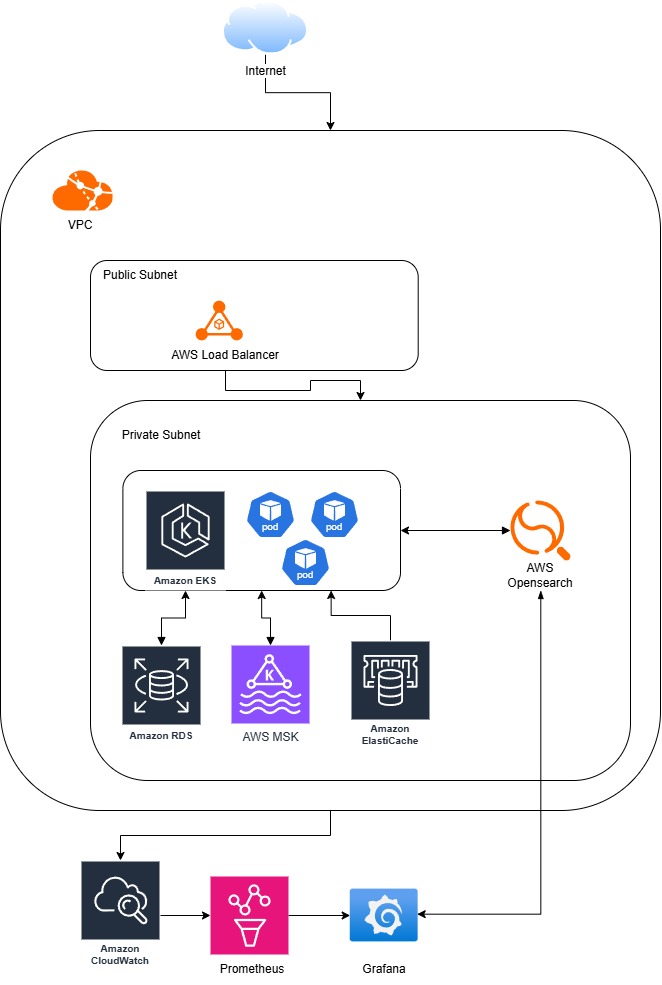 Internet
VPC
Public Subnet
AWS Load Balancer
Private Subnet
K
pod
pod
pod
Amazon EKS
AWS
Opensearch
K
Amazon RDS
AWS MSK
Amazon
ElastiCache
Amazon
CloudWatch
Prometheus
Grafana